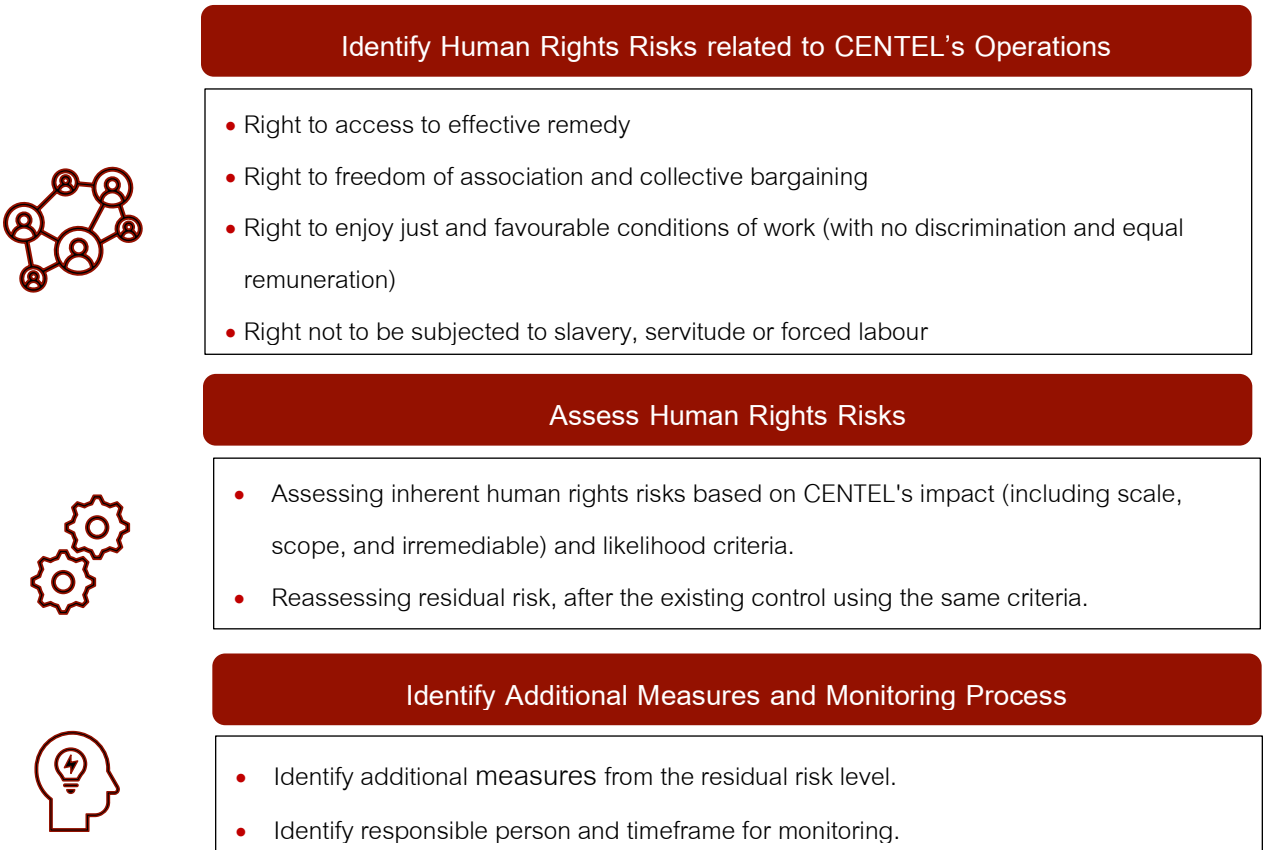 Identify Human Rights Risks related to CENTEL’s Operations
• Right to access to effective remedy
• Right to freedom of association and collective bargaining
• Right to enjoy just and favourable conditions of work (with no discrimination and equal
remuneration)
• Right not to be subjected to slavery, servitude or forced labour
Assess Human Rights Risks
• Assessing inherent human rights risks based on CENTEL's impact (including scale,
scope, and irremediable) and likelihood criteria.
• Reassessing residual risk, after the existing control using the same criteria.
Identify Additional Measures and Monitoring Process
• Identify additional measures from the residual risk level.
• Identify responsible person and timeframe for monitoring.